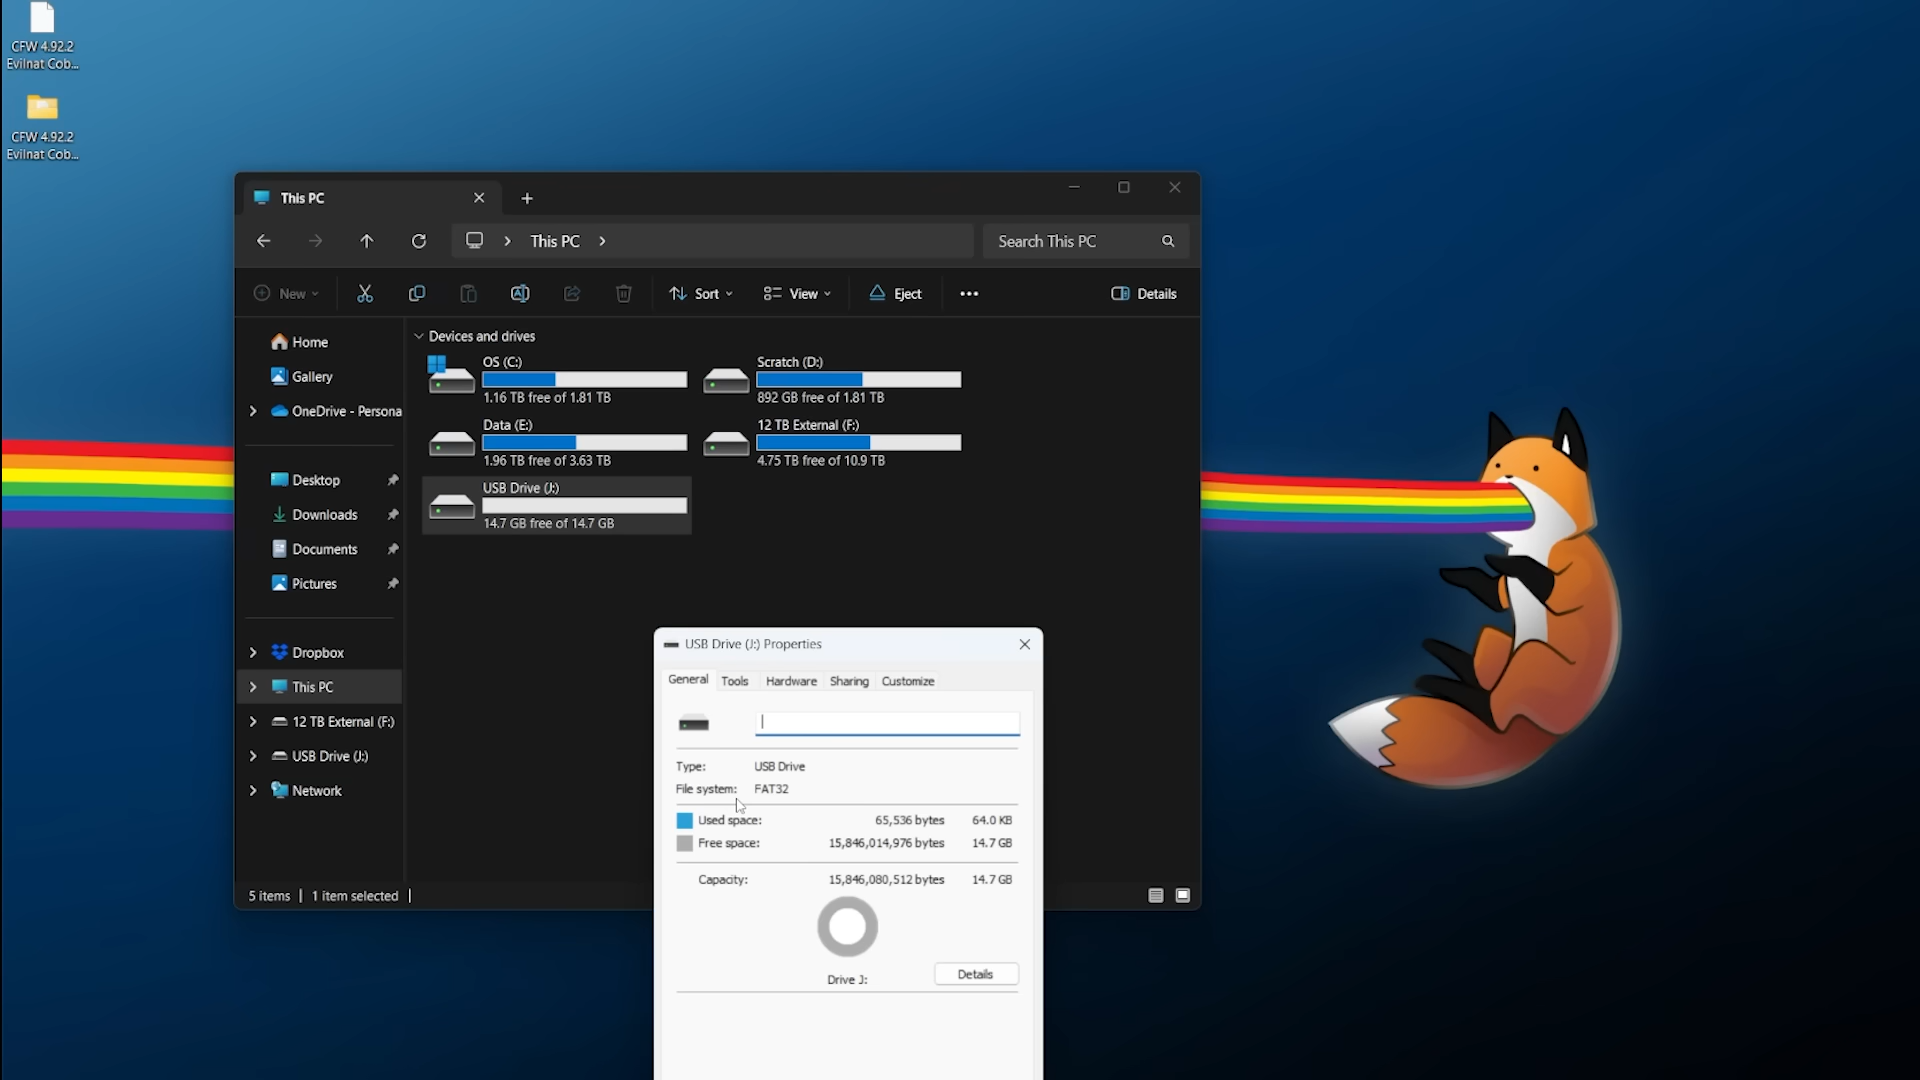 CFW 4.92.2
Evilnat Cob...
CFW 4.92.2
Evilnat Cob...
This PC
This PC
Search This PC
New
Sort
View
Eject
Details
Home
Gallery
OneDrive - Persona
Desktop
Downloads
Documents
Pictures
Dropbox
This PC
12 TB External (F:)
USB Drive (J:)
Network
Devices and drives
OS (C:)
1.16 TB free of 1.81 TB
Scratch (D:)
892 GB free of 1.81 TB
Data (E:)
1.96 TB free of 3.63 TB
12 TB External (F:)
4.75 TB free of 10.9 TB
USB Drive (J:)
14.7 GB free of 14.7 GB
5 items
1 item selected
USB Drive (J:) Properties
General Tools Hardware Sharing Customize
Type: USB Drive
File system: FAT32
Used space: 65,536 bytes 64.0 KB
Free space: 15,846,014,976 bytes 14.7 GB
Capacity: 15,846,080,512 bytes 14.7 GB
Drive J:
Details